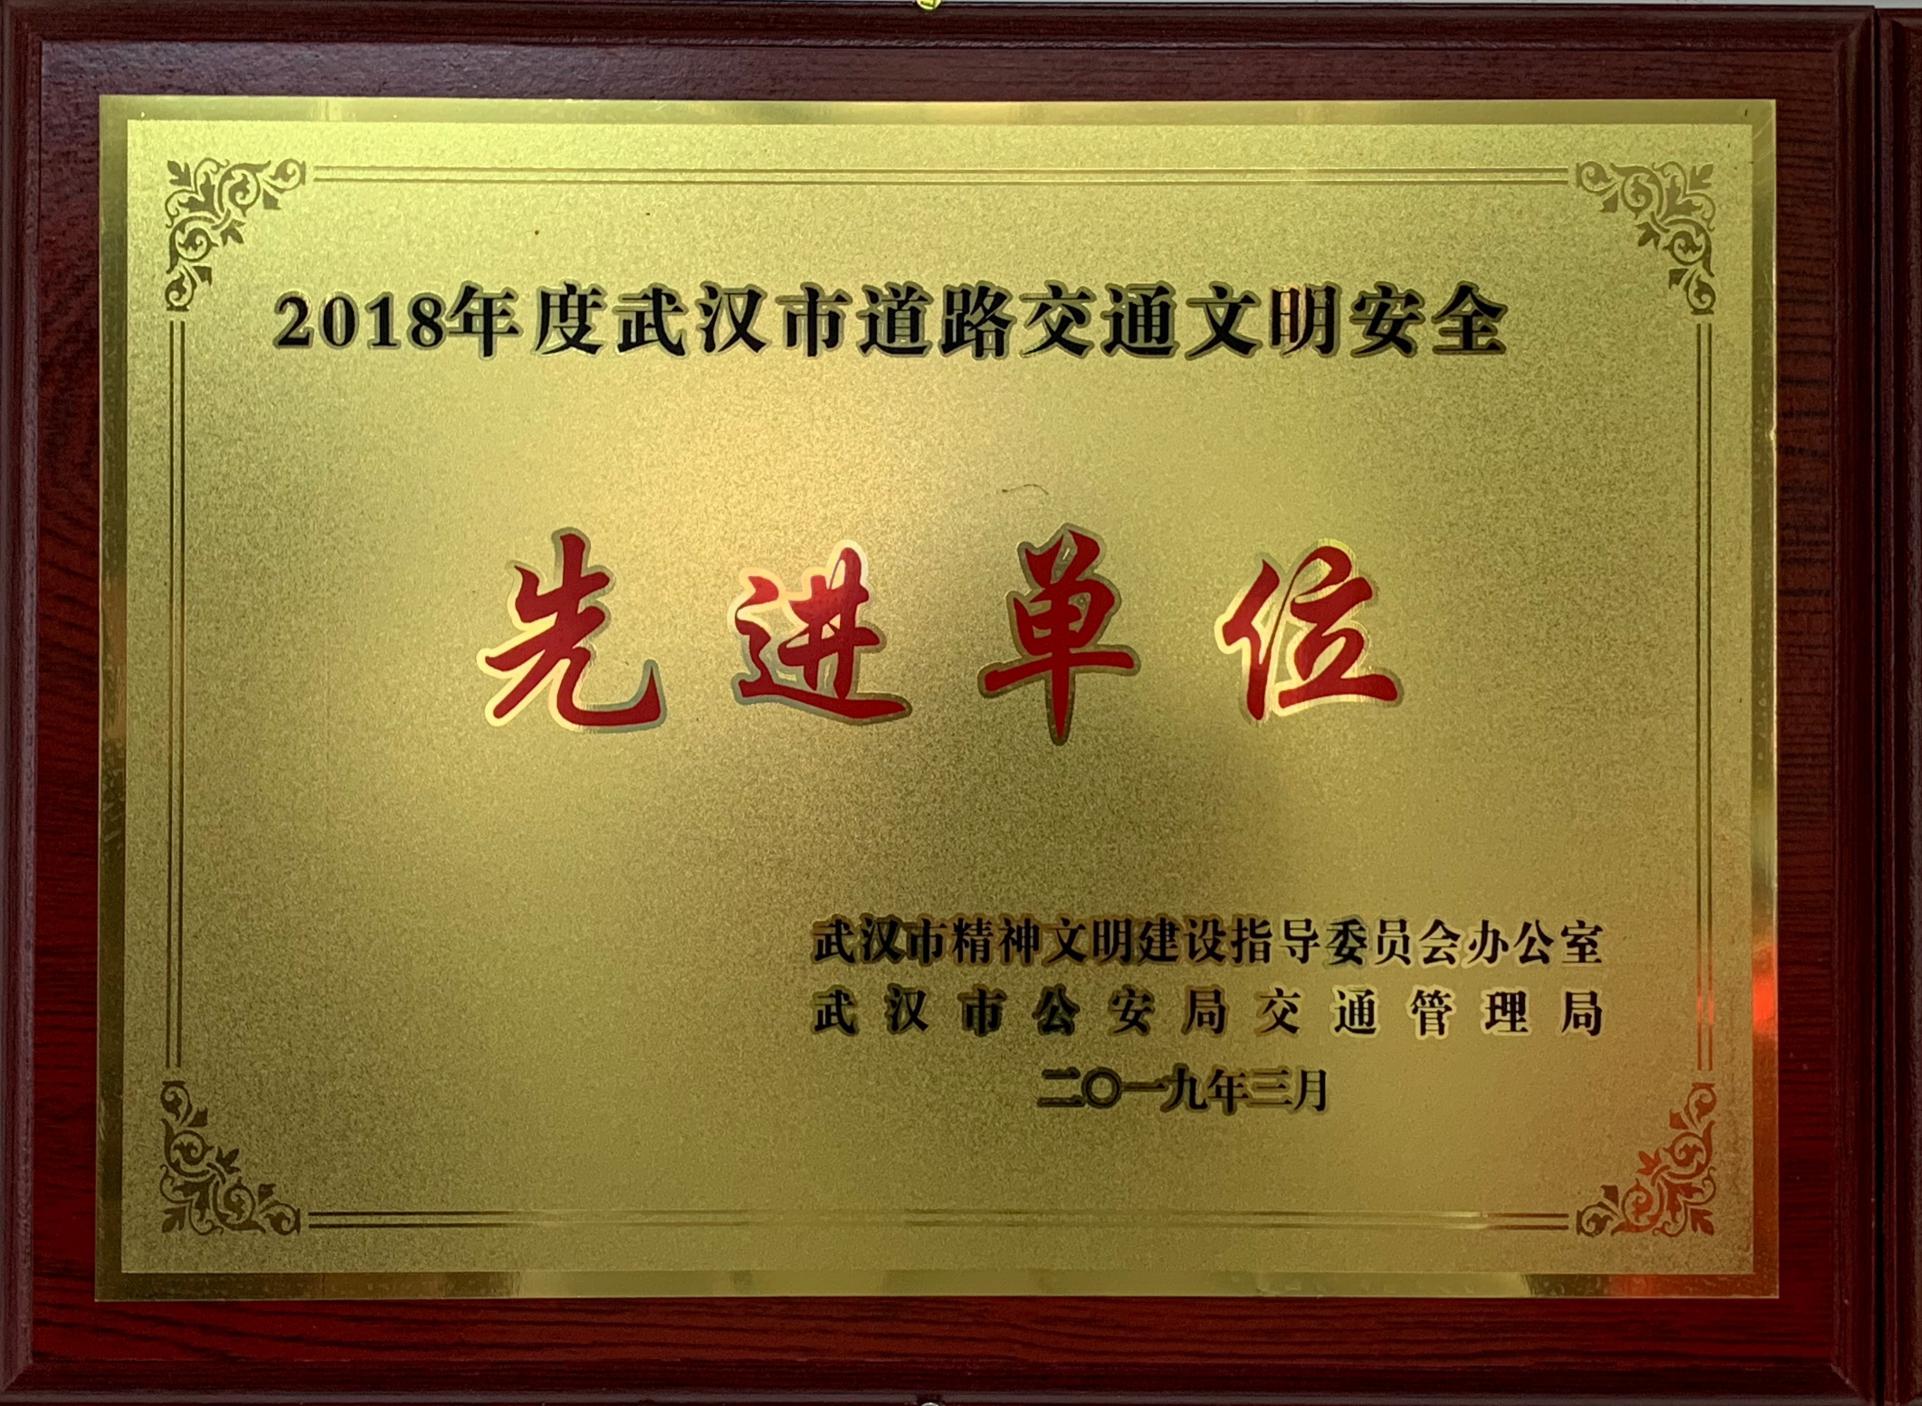 2018年度武汉市道路交通文明安全
先进单位
武汉市精神文明建设指导委员会办公室
武汉市公安局交通管理局
二〇一九年三月